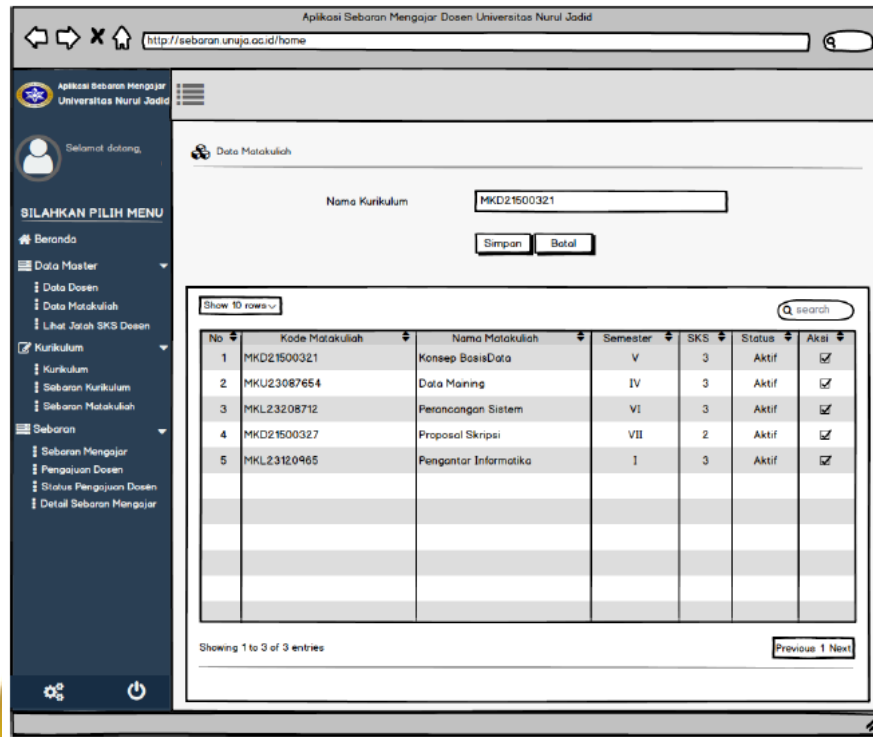 Aplikasi Sebaran Mengajar Dosen Universitas Nurul Jadid
http://sebaran.unuja.ac.id/home
Aplikasi Sebaran Mengajar
Universitas Nurul Jadid
Selamat datang,
SILAHKAN PILIH MENU
Beranda
Data Master
Data Dosen
Data Matakuliah
Lihat Jatah SKS Dosen
Kurikulum
Kurikulum
Sebaran Kurikulum
Sebaran Matakuliah
Sebaran
Sebaran Mengajar
Pengajuan Dosen
Status Pengajuan Dosen
Detail Sebaran Mengajar
Data Matakuliah
Nama Kurikulum MKD21500321
Simpan Batal
Show 10 rows search
No Kode Matakuliah Nama Matakuliah Semester SKS Status Aksi
1 MKD21500321 Konsep BasisData V 3 Aktif
2 MKU23087654 Data Maining IV 3 Aktif
3 MKL23208712 Perancangan Sistem VI 3 Aktif
4 MKD21500327 Proposal Skripsi VII 2 Aktif
5 MKL23120965 Pengantar Informatika I 3 Aktif
Showing 1 to 3 of 3 entries Previous 1 Next